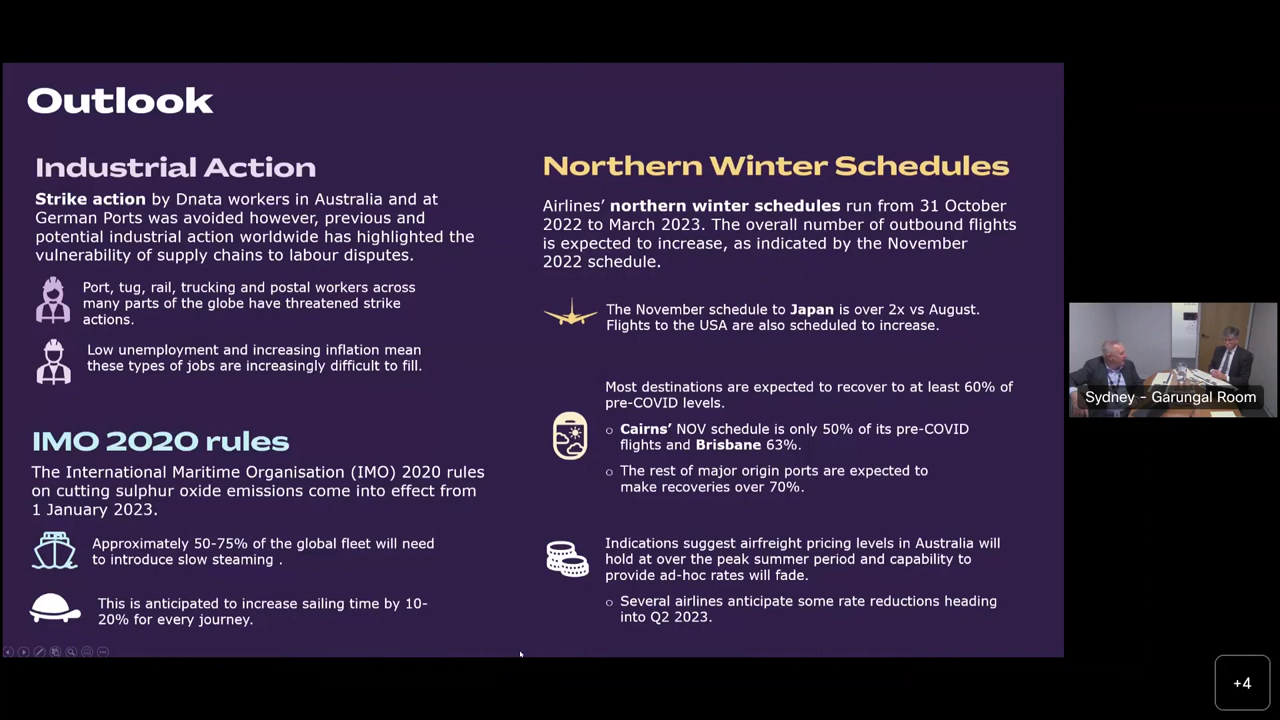 Outlook
Industrial Action
Strike action by Dnata workers in Australia and at
German Ports was avoided however, previous and
potential industrial action worldwide has highlighted the
vulnerability of supply chains to labour disputes.
Port, tug, rail, trucking and postal workers across
many parts of the globe have threatened strike
actions.
Low unemployment and increasing inflation mean
these types of jobs are increasingly difficult to fill.
IMO 2020 rules
The International Maritime Organisation (IMO) 2020 rules
on cutting sulphur oxide emissions come into effect from
1 January 2023.
Approximately 50-75% of the global fleet will need
to introduce slow steaming .
This is anticipated to increase sailing time by 10-
20% for every journey.
Northern Winter Schedules
Airlines’ northern winter schedules run from 31 October
2022 to March 2023. The overall number of outbound flights
is expected to increase, as indicated by the November
2022 schedule.
The November schedule to Japan is over 2x vs August.
Flights to the USA are also scheduled to increase.
Most destinations are expected to recover to at least 60% of
pre-COVID levels.
o Cairns’ NOV schedule is only 50% of its pre-COVID
flights and Brisbane 63%.
o The rest of major origin ports are expected to
make recoveries over 70%.
Indications suggest airfreight pricing levels in Australia will
hold at over the peak summer period and capability to
provide ad-hoc rates will fade.
o Several airlines anticipate some rate reductions heading
into Q2 2023.
Sydney - Garungal Room
+4